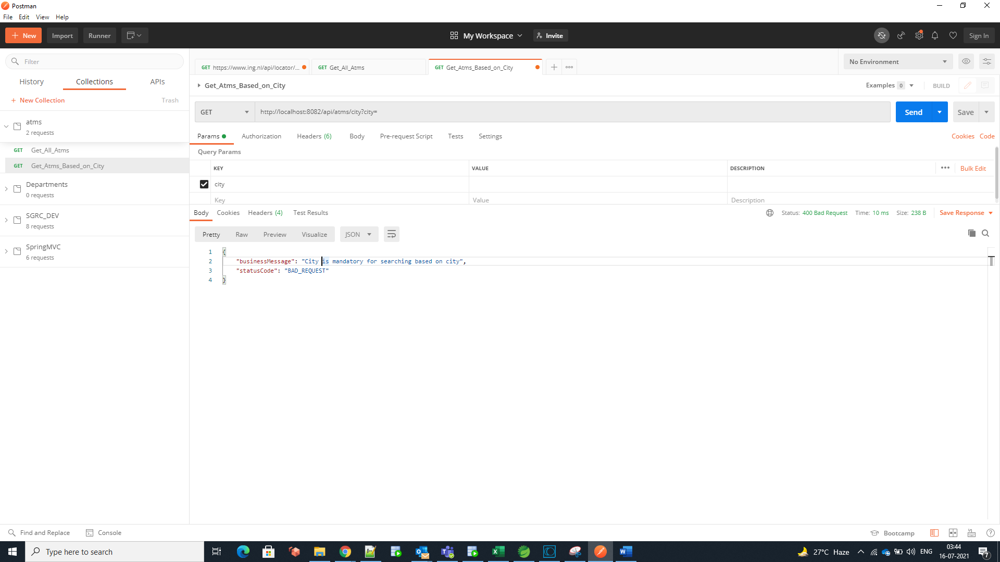 Postman
File Edit View Help
New Import Runner My Workspace Invite Sign In
Filter
History Collections APIs
+ New Collection Trash
atms
2 requests
GET Get_All_Atms
GET Get_Atms_Based_on_City
Departments
0 requests
SGRC_DEV
8 requests
SpringMVC
6 requests
GET https://www.ing.nl/api/locator/... GET Get_All_Atms GET Get_Atms_Based_on_City
No Environment
Get_Atms_Based_on_City Examples 0 BUILD
GET http://localhost:8082/api/atms/city?city= Send Save
Params Authorization Headers (6) Body Pre-request Script Tests Settings Cookies Code
Query Params
KEY VALUE DESCRIPTION Bulk Edit
city
Key Value Description
Body Cookies Headers (4) Test Results Status: 400 Bad Request Time: 10 ms Size: 238 B Save Response
Pretty Raw Preview Visualize JSON
1 {
2 "businessMessage": "City is mandatory for searching based on city",
3 "statusCode": "BAD_REQUEST"
4 }
Find and Replace Console Bootcamp
Type here to search
27°C Haze ENG
03:44
16-07-2021
7